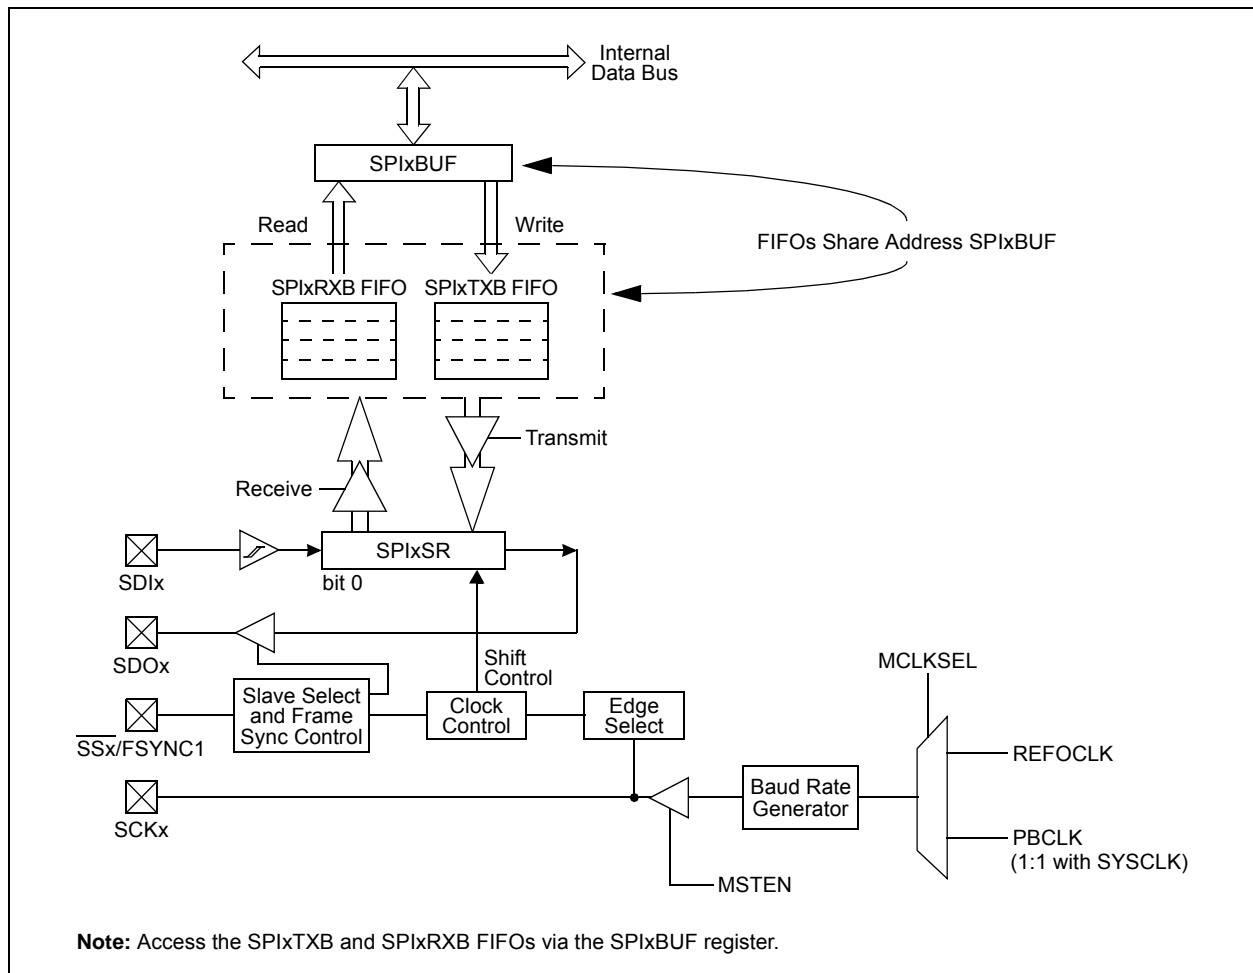 Internal
Data Bus
SPIxBUF
Read
Write
FIFOs Share Address SPIxBUF
SPIxRXB FIFO
SPIxTXB FIFO
Transmit
Receive
SPIxSR
SDIx
bit 0
SDOx
Shift
Control
MCLKSEL
Slave Select
and Frame
Sync Control
Clock
Control
Edge
Select
SSx/FSYNC1
REFOCLK
Baud Rate
Generator
SCKx
PBCLK
(1:1 with SYSCLK)
MSTEN
Note: Access the SPIxTXB and SPIxRXB FIFOs via the SPIxBUF register.